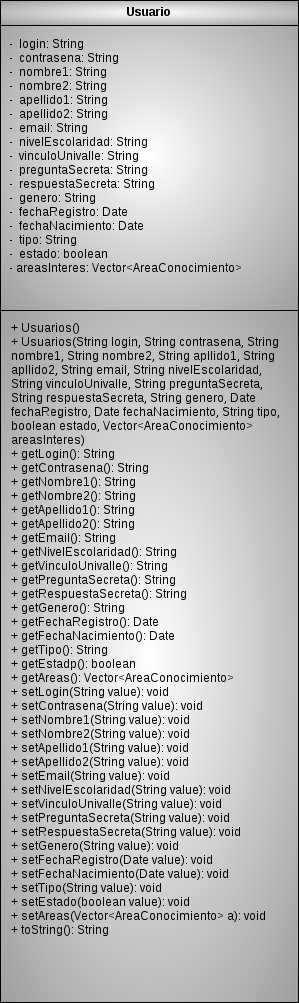 Usuario
- login: String
- contrasena: String
- nombre1: String
- nombre2: String
- apellido1: String
- apellido2: String
- email: String
- nivelEscolaridad: String
- vinculoUnivalle: String
- preguntaSecreta: String
- respuestaSecreta: String
- genero: String
- fechaRegistro: Date
- fechaNacimiento: Date
- tipo: String
- estado: boolean
- areasInteres: Vector<AreaConocimiento>
+ Usuarios()
+ Usuarios(String login, String contrasena, String
nombre1, String nombre2, String apllido1, String
apllido2, String email, String nivelEscolaridad,
String vinculoUnivalle, String preguntaSecreta,
String respuestaSecreta, String genero, Date
fechaRegistro, Date fechaNacimiento, String tipo,
boolean estado, Vector<AreaConocimiento>
areasInteres)
+ getLogin(): String
+ getContrasena(): String
+ getNombre1(): String
+ getNombre2(): String
+ getApellido1(): String
+ getApellido2(): String
+ getEmail(): String
+ getNivelEscolaridad(): String
+ getVinculoUnivalle(): String
+ getPreguntaSecreta(): String
+ getRespuestaSecreta(): String
+ getGenero(): String
+ getFechaRegistro(): Date
+ getFechaNacimiento(): Date
+ getTipo(): String
+ getEstadp(): boolean
+ getAreas(): Vector<AreaConocimiento>
+ setLogin(String value): void
+ setContrasena(String value): void
+ setNombre1(String value): void
+ setNombre2(String value): void
+ setApellido1(String value): void
+ setApellido2(String value): void
+ setEmail(String value): void
+ setNivelEscolaridad(String value): void
+ setVinculoUnivalle(String value): void
+ setPreguntaSecreta(String value): void
+ setRespuestaSecreta(String value): void
+ setGenero(String value): void
+ setFechaRegistro(Date value): void
+ setFechaNacimiento(Date value): void
+ setTipo(String value): void
+ setEstado(boolean value): void
+ setAreas(Vector<AreaConocimiento> a): void
+ toString(): String